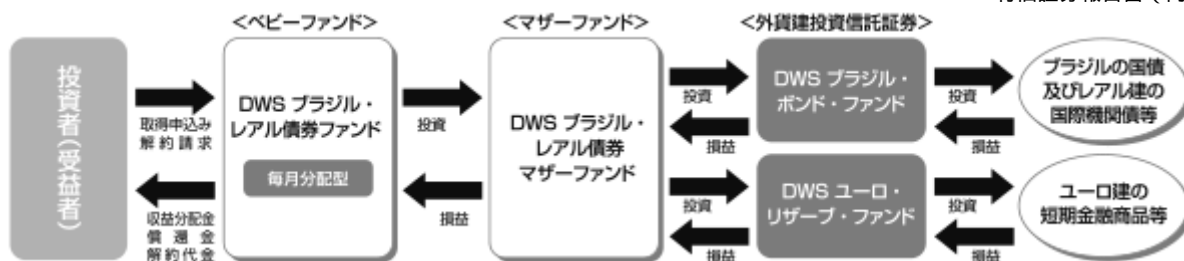 <ベビーファンド>
<マザーファンド>
<外貨建投資信託証券>
投資者(受益者)
取得申込み
解約請求
収益分配金
償還金
解約代金
DWS ブラジル・
レアル債券ファンド
毎月分配型
投資
損益
DWS ブラジル・
レアル債券
マザーファンド
投資
損益
投資
損益
DWS ブラジル・
ボンド・ファンド
DWS ユーロ・
リザーブ・ファンド
投資
損益
投資
損益
ブラジルの国債
及びレアル建の
国際機関債等
ユーロ建の
短期金融商品等